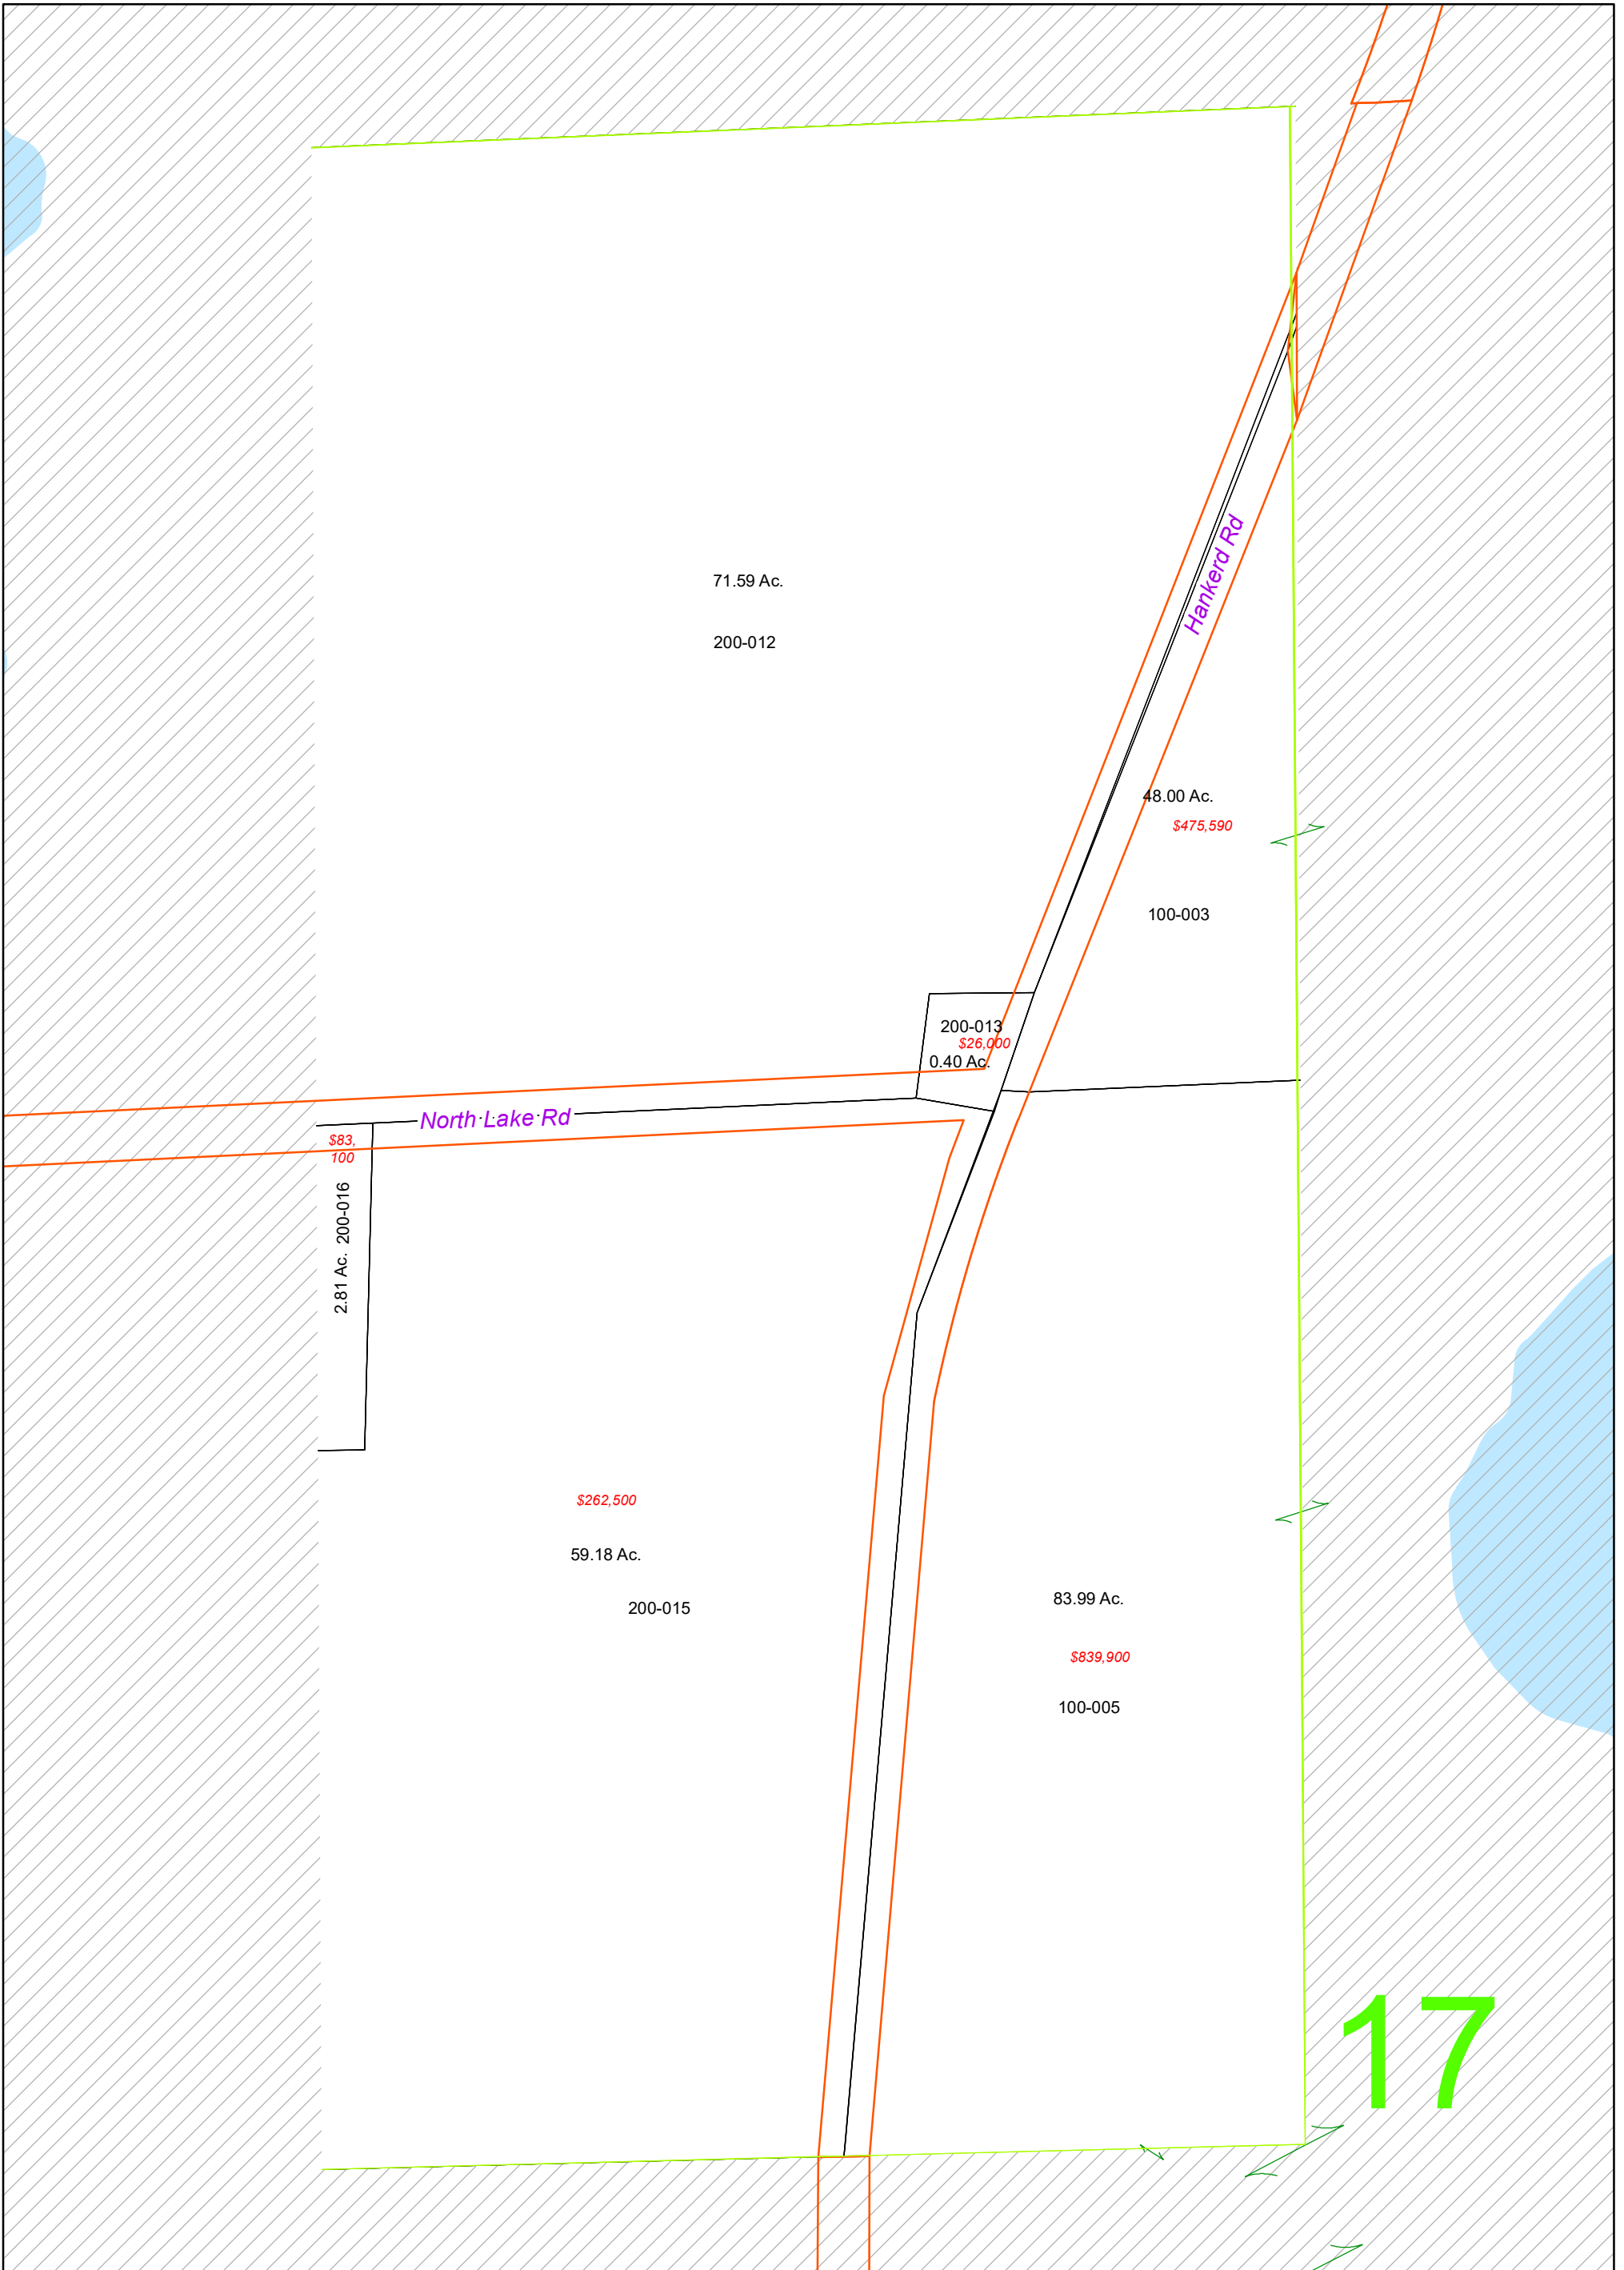 71.59 Ac.
200-012
Hankerd Rd
48.00 Ac.
$475,590
100-003
200-013
$26,000
0.40 Ac.
North Lake Rd
$83,
100
2.81 Ac. 200-016
$262,500
59.18 Ac.
200-015
83.99 Ac.
$839,900
100-005
17